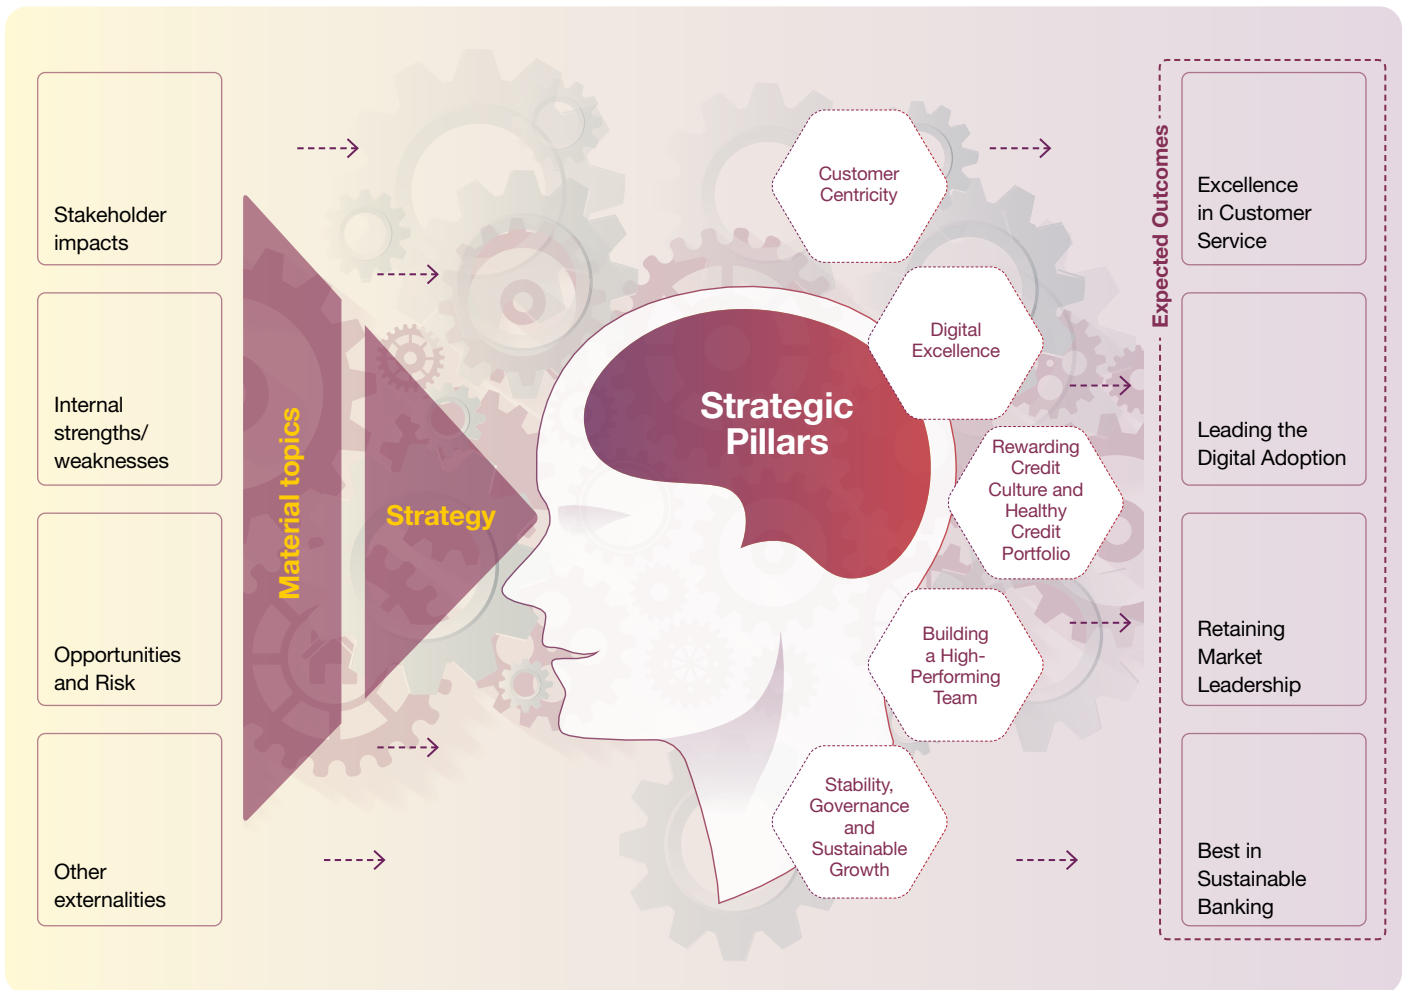 Stakeholder
impacts
Internal
strengths/
weaknesses
Opportunities
and Risk
Other
externalities
Material topics
Strategy
Strategic
Pillars
Customer
Centricity
Digital
Excellence
Rewarding
Credit
Culture and
Healthy
Credit
Portfolio
Building
a High-
Performing
Team
Stability,
Governance
and
Sustainable
Growth
Expected Outcomes
Excellence
in Customer
Service
Leading the
Digital Adoption
Retaining
Market
Leadership
Best in
Sustainable
Banking